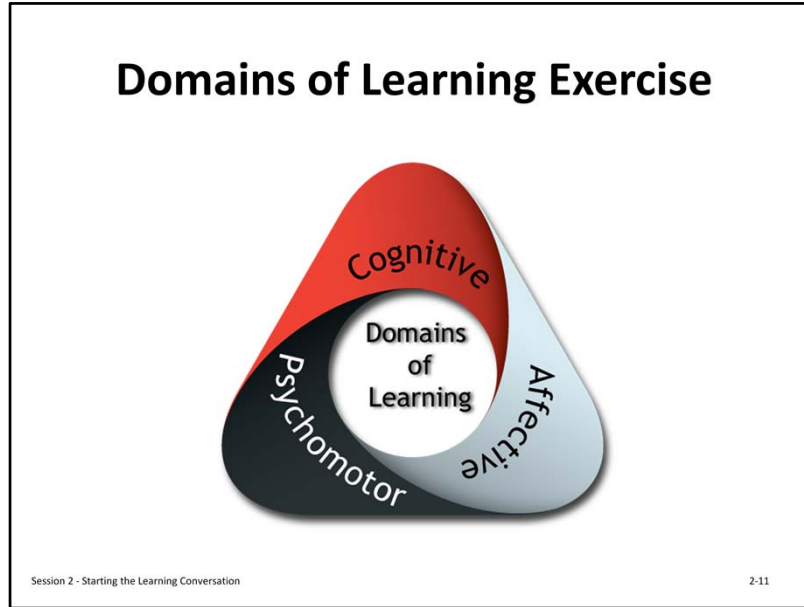 Domains of Learning Exercise
Cognitive
Domains
of
Learning
Psychomotor
Affective
Session 2 - Starting the Learning Conversation
2-11